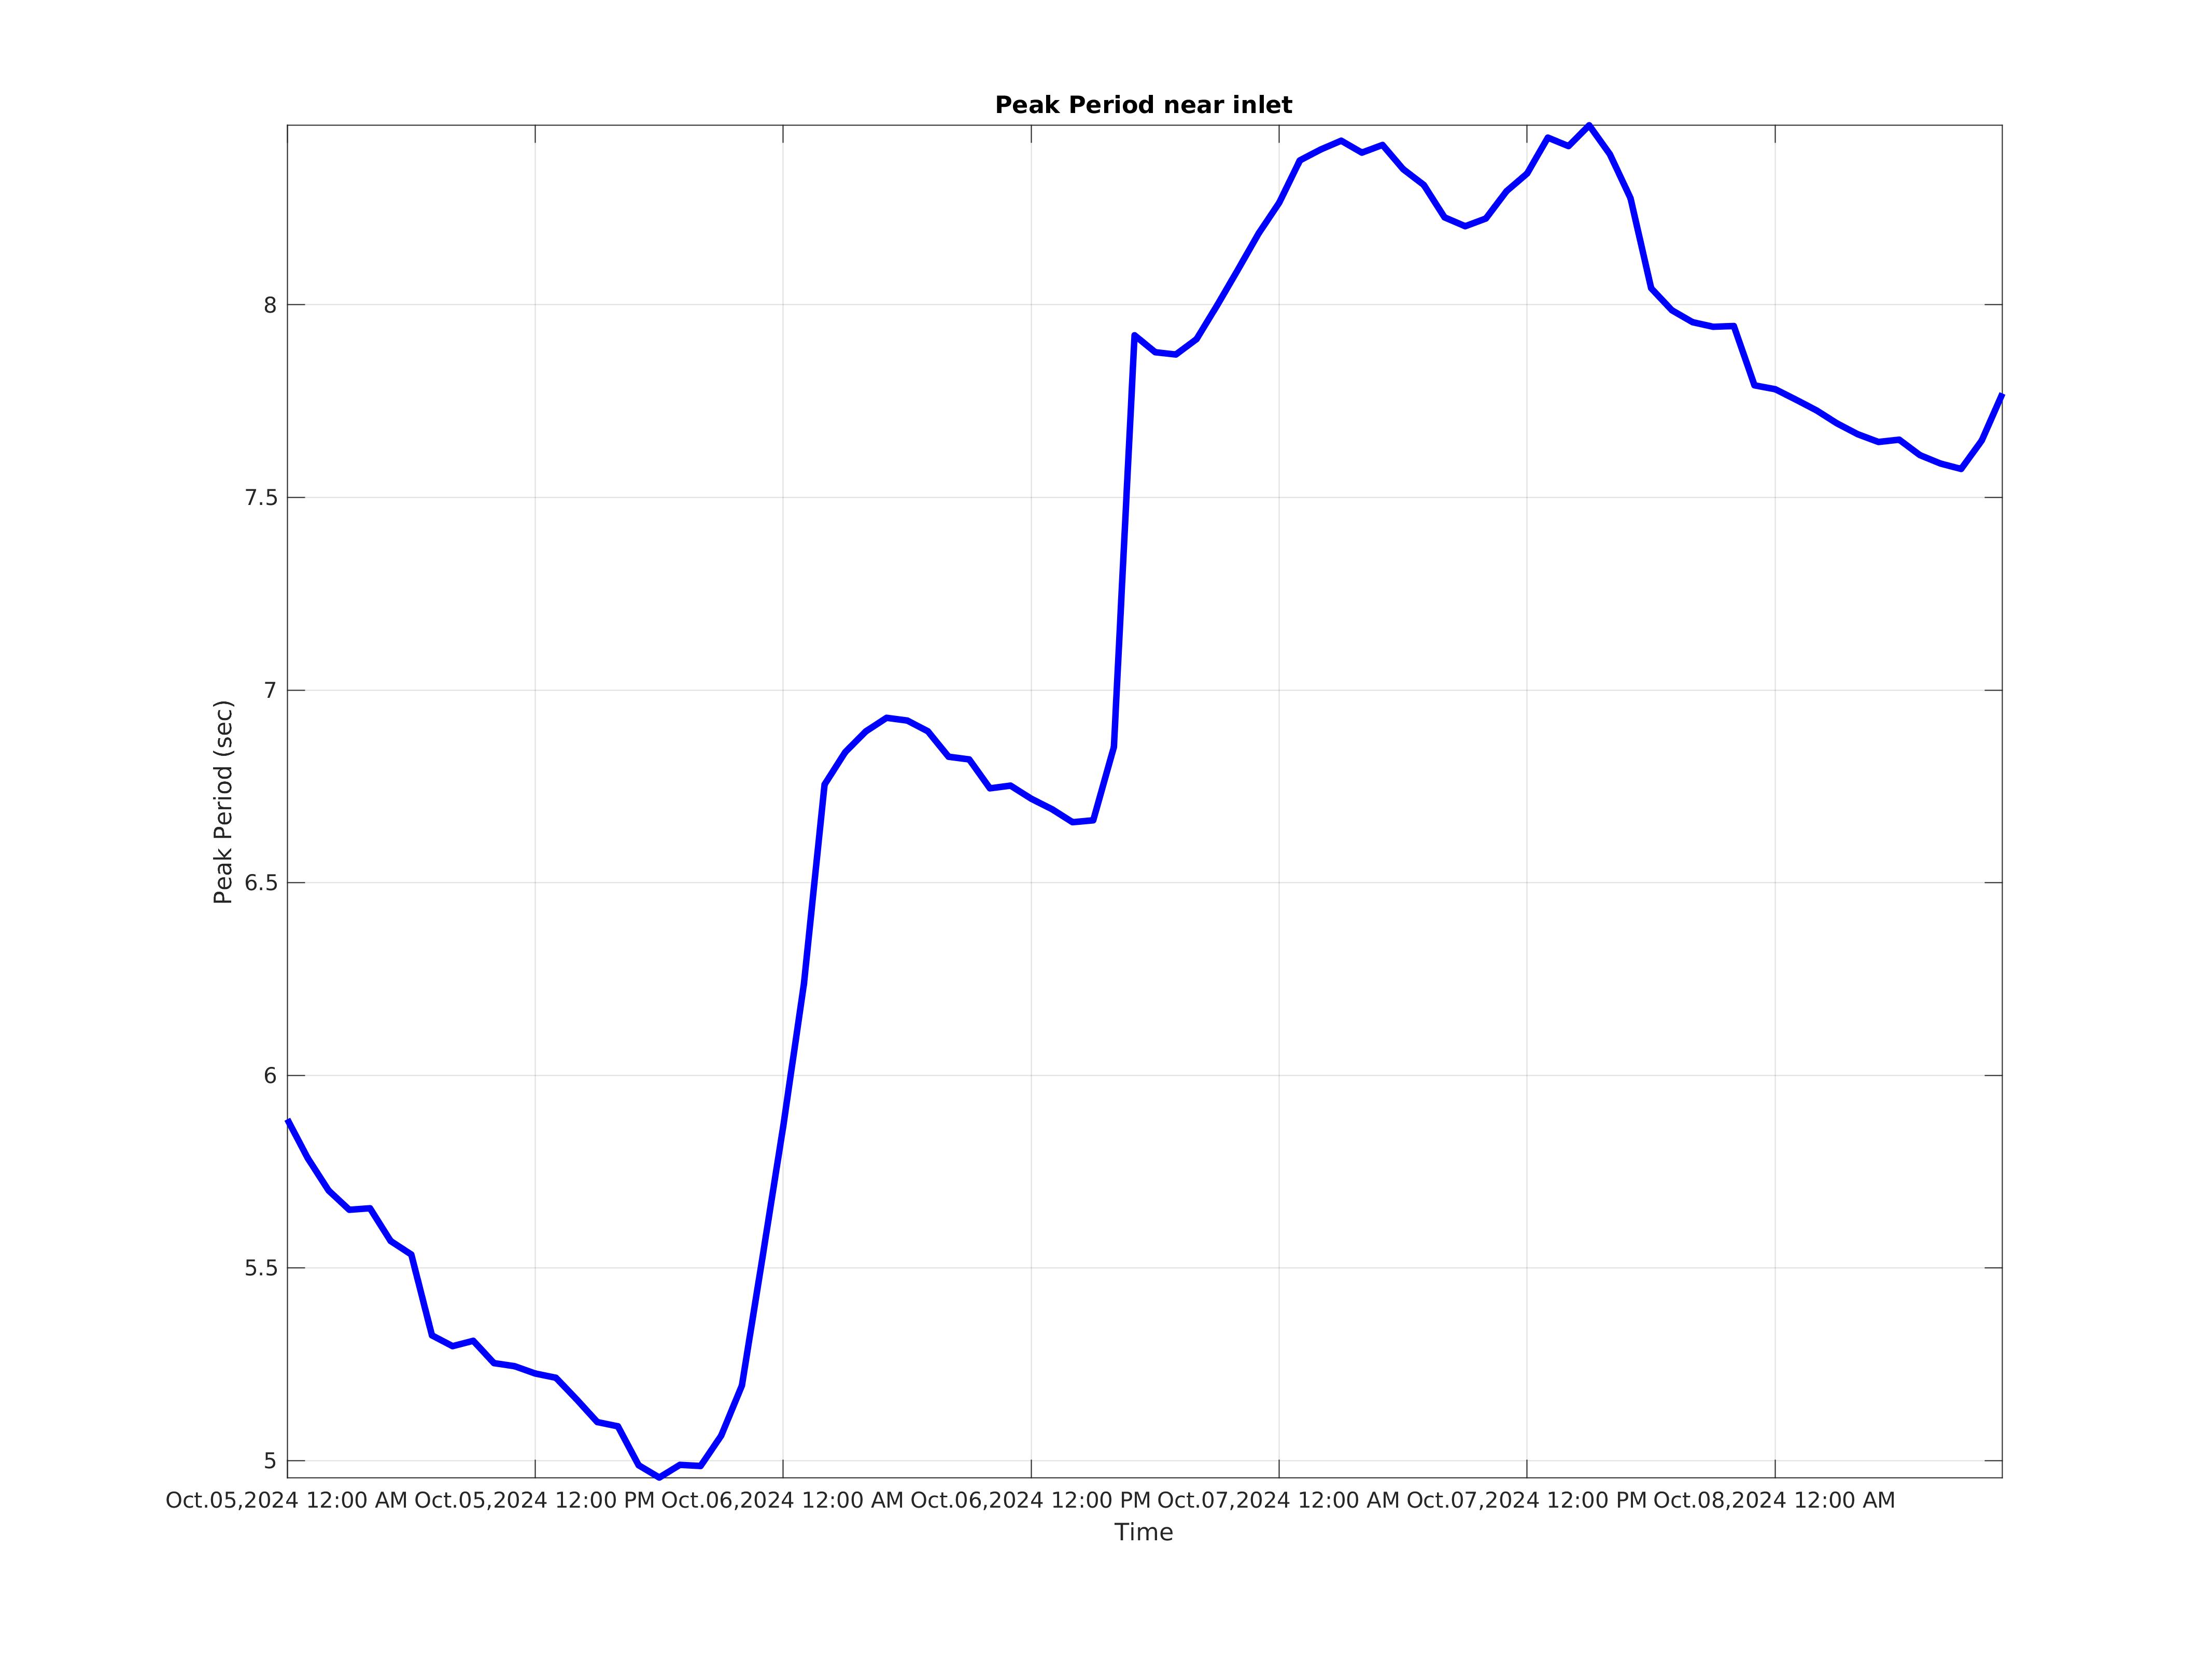 Peak Period near inlet
Peak Period (sec)
8
7.5
7
6.5
6
5.5
5
Oct.05,2024 12:00 AM Oct.05,2024 12:00 PM Oct.06,2024 12:00 AM Oct.06,2024 12:00 PM Oct.07,2024 12:00 AM Oct.07,2024 12:00 PM Oct.08,2024 12:00 AM
Time